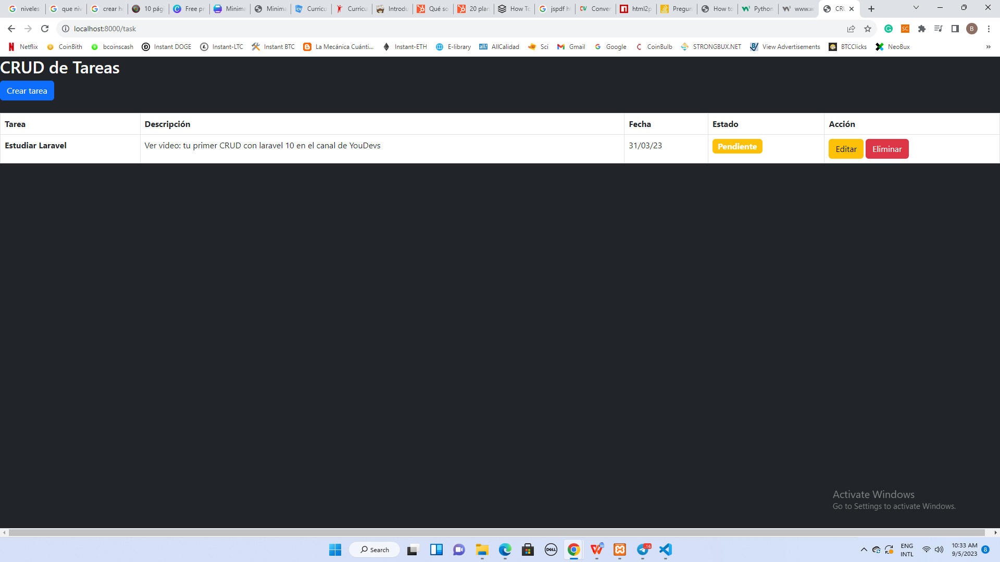 niveles
que niv
crear h
10 pág
Free pr
Minima
Minima
Curricu
Curricu
Introdu
Qué so
20 plan
How To
jspdf h
Conver
html2p
Pregun
How to
Python
www.w
CRU
localhost:8000/task
Netflix
CoinBith
bcoinscash
Instant DOGE
Instant-LTC
Instant BTC
La Mecánica Cuánti...
Instant-ETH
E-library
AllCalidad
Sci
Gmail
Google
CoinBulb
STRONGBUX.NET
View Advertisements
BTCClicks
NeoBux
CRUD de Tareas
Crear tarea
Tarea Descripción Fecha Estado Acción
Estudiar Laravel Ver video: tu primer CRUD con laravel 10 en el canal de YouDevs 31/03/23 Pendiente Editar Eliminar
Activate Windows
Go to Settings to activate Windows.
Search
16
ENG
INTL
10:33 AM
9/5/2023
8